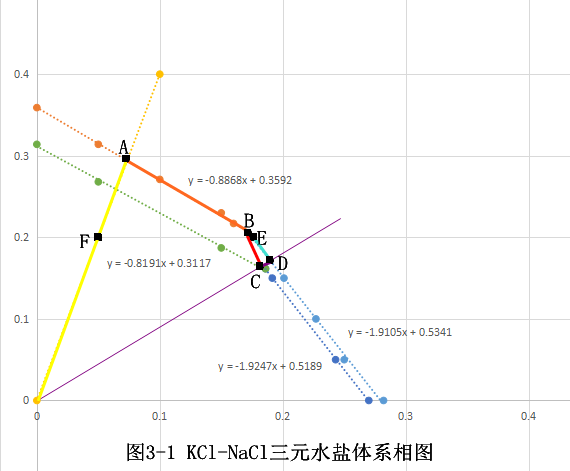 0.4
0.3
0.2
0.1
0
A
y = -0.8868x + 0.3592
B
F
E
y = -0.8191x + 0.3117
D
C
y = -1.9105x + 0.5341
y = -1.9247x + 0.5189
0 0.1 0.2 0.3 0.4
图3-1 KCl-NaCl三元水盐体系相图